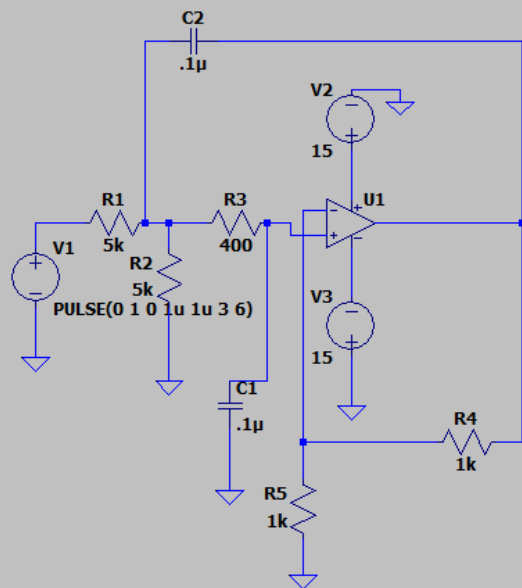 C2
.1µ
V2
15
R1
5k
R3
400
U1
V1
R2
5k
PULSE(0 1 0 1u 1u 3 6)
V3
15
C1
.1µ
R4
1k
R5
1k